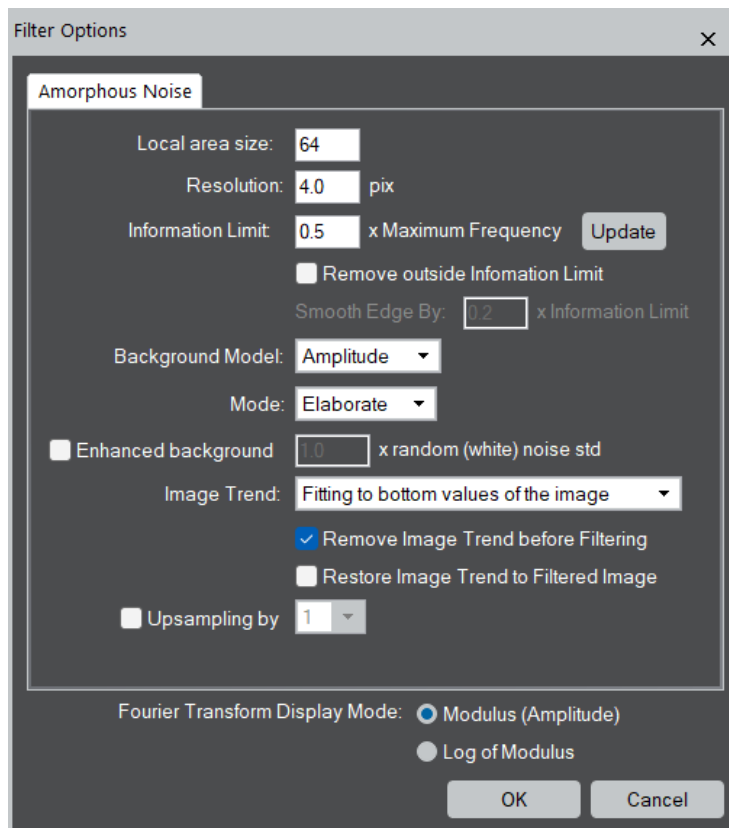 Filter Options
Amorphous Noise
Local area size: 64
Resolution: 4.0 pix
Information Limit: 0.5 x Maximum Frequency Update
Remove outside Infomation Limit
Smooth Edge By: 0.2 x Information Limit
Background Model: Amplitude
Mode: Elaborate
Enhanced background 1.0 x random (white) noise std
Image Trend: Fitting to bottom values of the image
Remove Image Trend before Filtering
Restore Image Trend to Filtered Image
Upsampling by 1
Fourier Transform Display Mode: Modulus (Amplitude)
Log of Modulus
OK Cancel